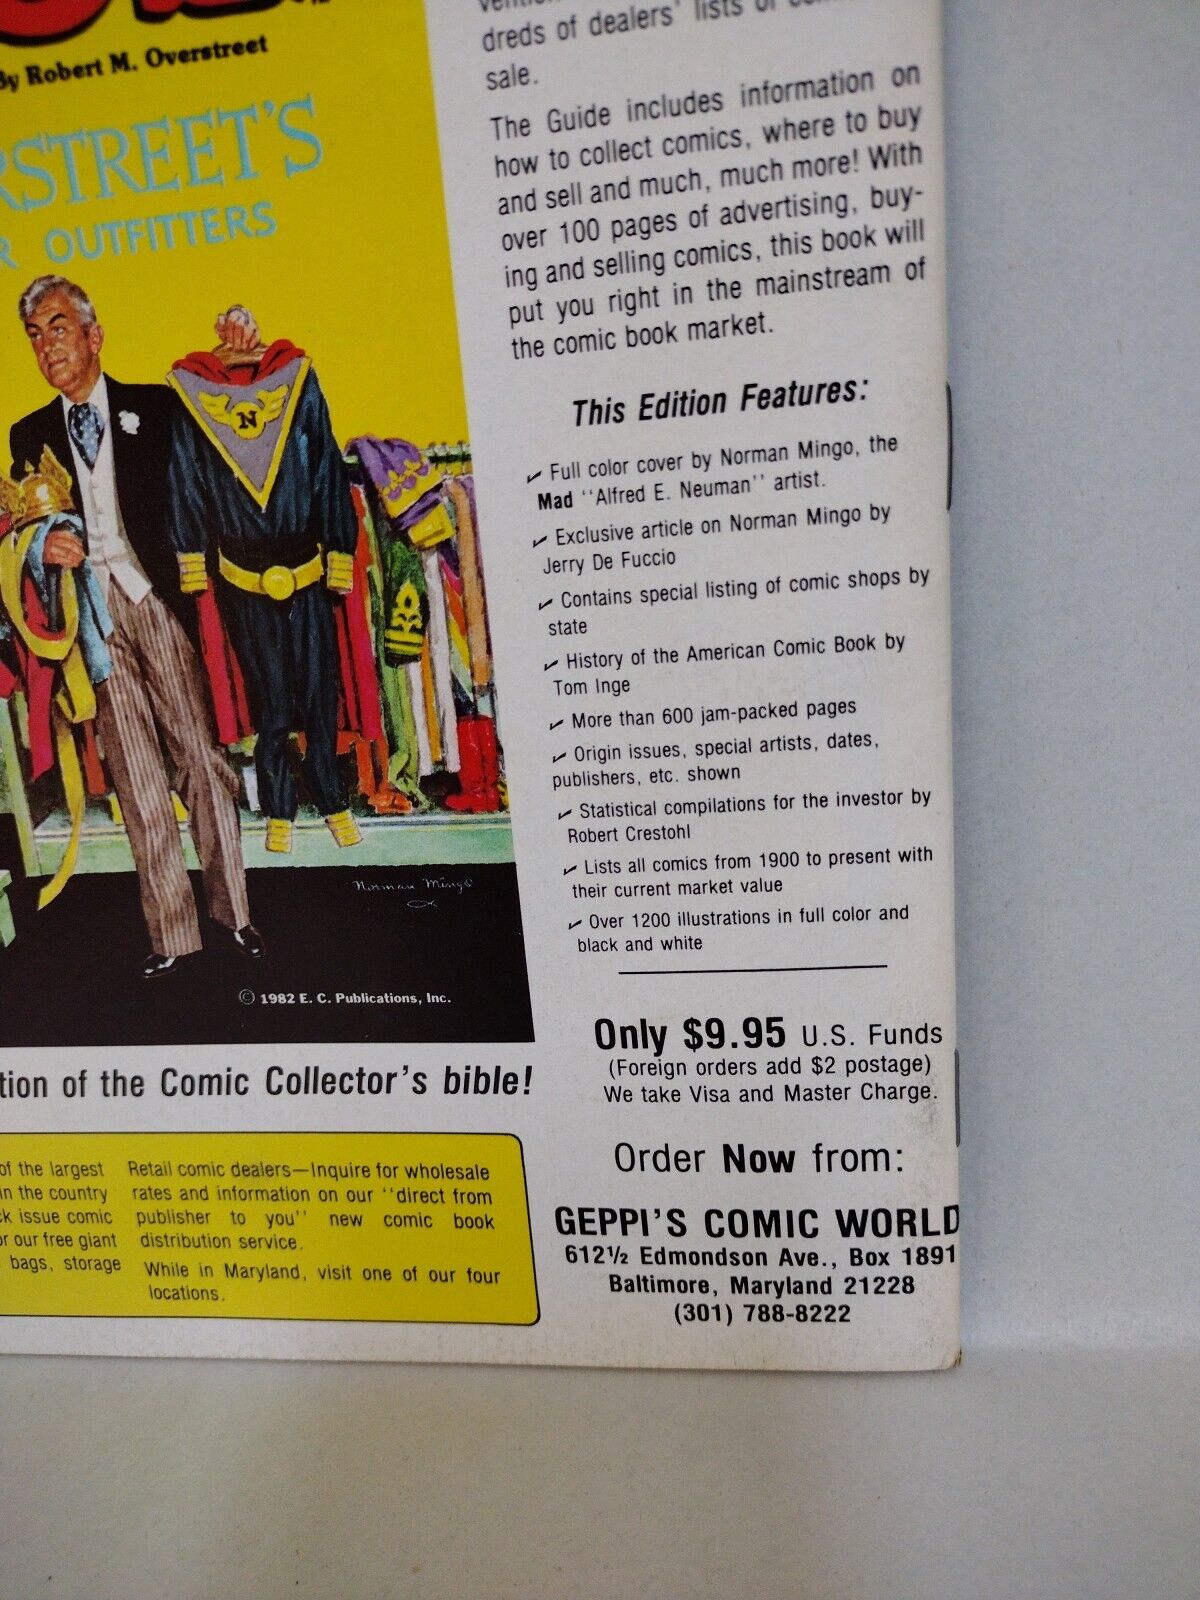 By Robert M. Overstreet
RSTREET'S
R OUTFITTERS
N
Norman Mingo
© 1982 E. C. Publications, Inc.
tion of the Comic Collector's bible!
of the largest
in the country
ck issue comic
or our free giant
bags, storage
Retail comic dealers—Inquire for wholesale
rates and information on our ''direct from
publisher to you'' new comic book
distribution service.
While in Maryland, visit one of our four
locations.
dreds of dealers' lists of
sale.
The Guide includes information on
how to collect comics, where to buy
and sell and much, much more! With
over 100 pages of advertising, buy-
ing and selling comics, this book will
put you right in the mainstream of
the comic book market.
This Edition Features:
✓ Full color cover by Norman Mingo, the
Mad ''Alfred E. Neuman'' artist.
✓ Exclusive article on Norman Mingo by
Jerry De Fuccio
✓ Contains special listing of comic shops by
state
✓ History of the American Comic Book by
Tom Inge
✓ More than 600 jam-packed pages
✓ Origin issues, special artists, dates,
publishers, etc. shown
✓ Statistical compilations for the investor by
Robert Crestohl
✓ Lists all comics from 1900 to present with
their current market value
✓ Over 1200 illustrations in full color and
black and white
Only $9.95 U.S. Funds
(Foreign orders add $2 postage)
We take Visa and Master Charge.
Order Now from:
GEPPI'S COMIC WORLD
612½ Edmondson Ave., Box 1891
Baltimore, Maryland 21228
(301) 788-8222